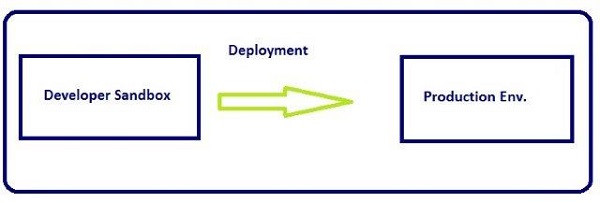 Deployment
Developer Sandbox
Production Env.